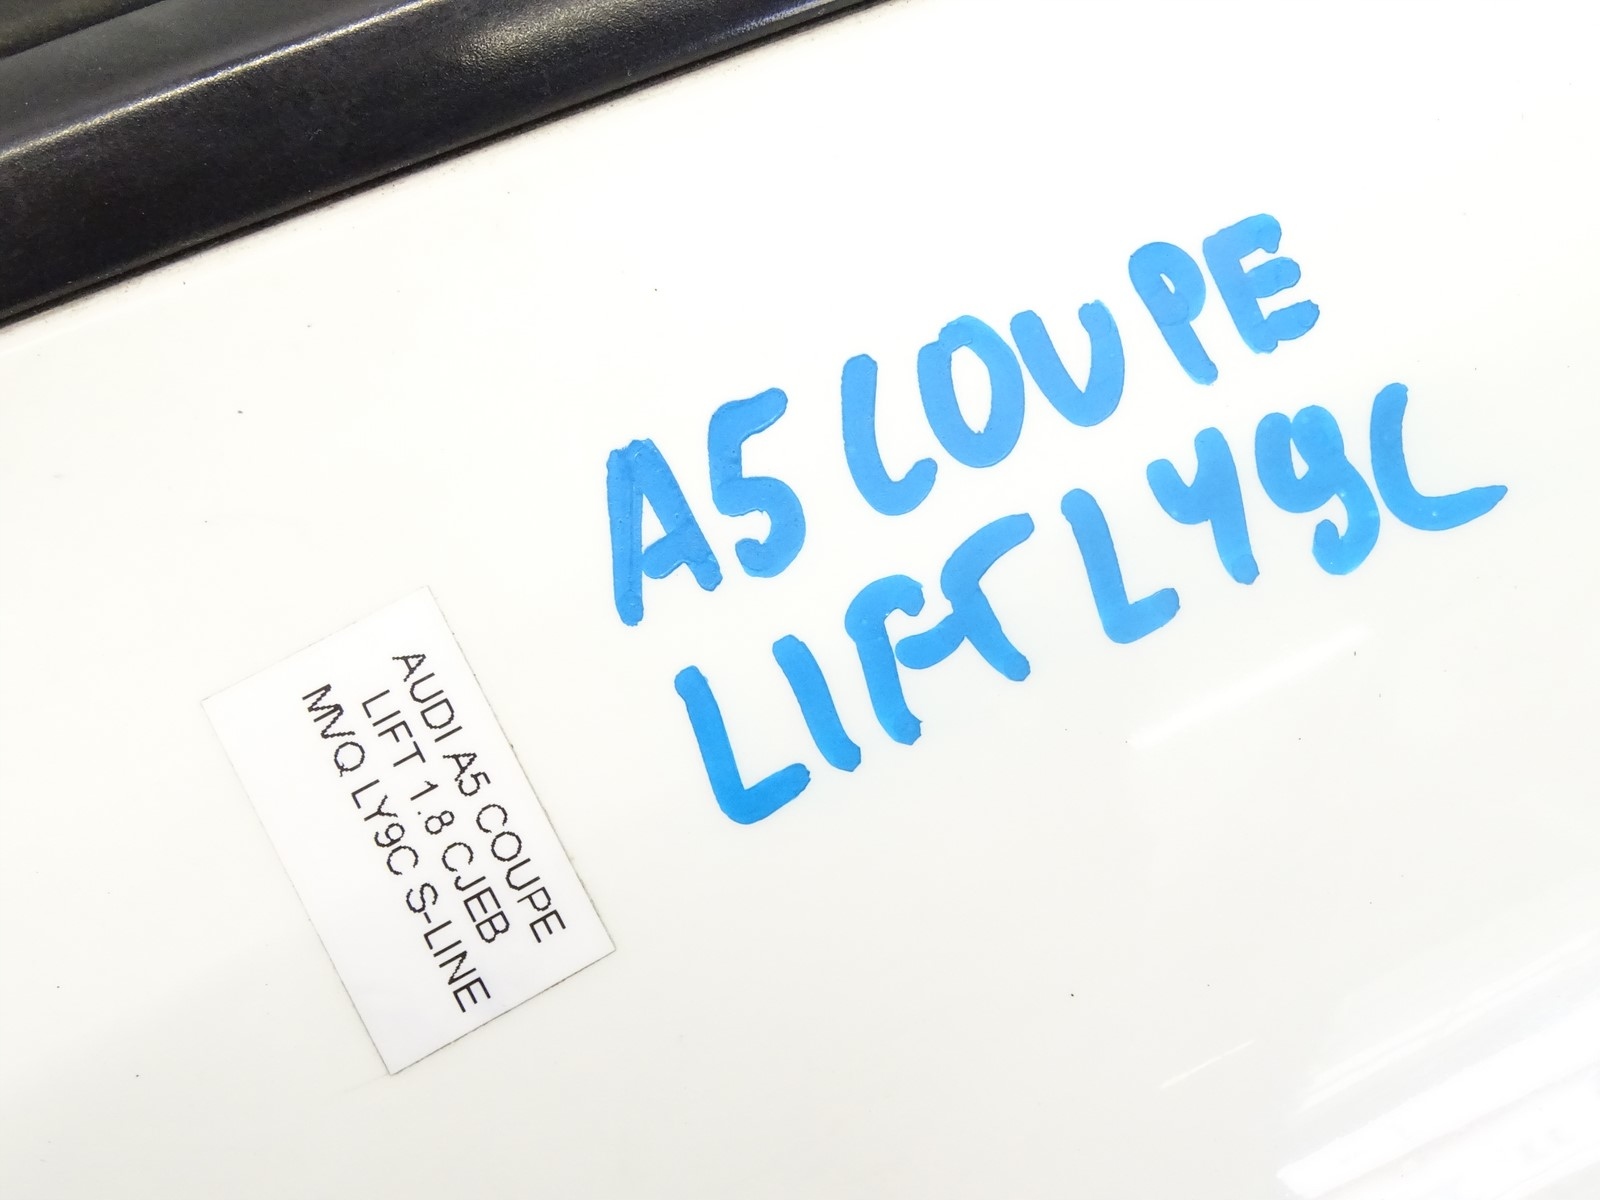 A5 COUPE
LIFT LY9C
AUDI A5 COUPE
LIFT 1.8 CJEB
MVQ LY9C S-LINE